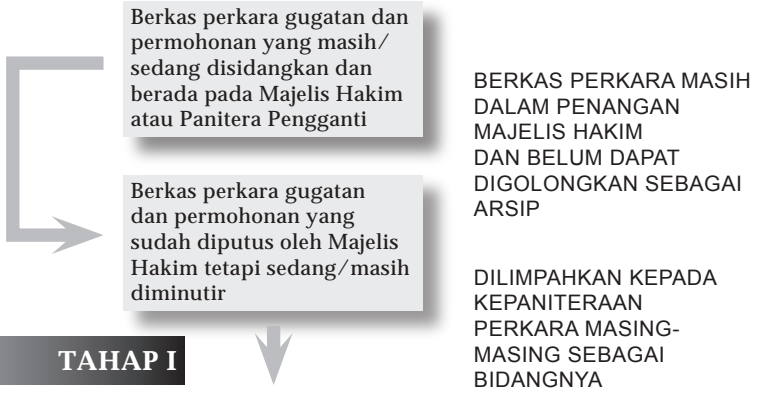 Berkas perkara gugatan dan
permohonan yang masih/
sedang disidangkan dan
berada pada Majelis Hakim
atau Panitera Pengganti
BERKAS PERKARA MASIH
DALAM PENANGAN
MAJELIS HAKIM
DAN BELUM DAPAT
DIGOLONGKAN SEBAGAI
ARSIP
Berkas perkara gugatan
dan permohonan yang
sudah diputus oleh Majelis
Hakim tetapi sedang/masih
diminutir
DILIMPAHKAN KEPADA
KEPANITERAAN
PERKARA MASING-
MASING SEBAGAI
BIDANGNYA
TAHAP I